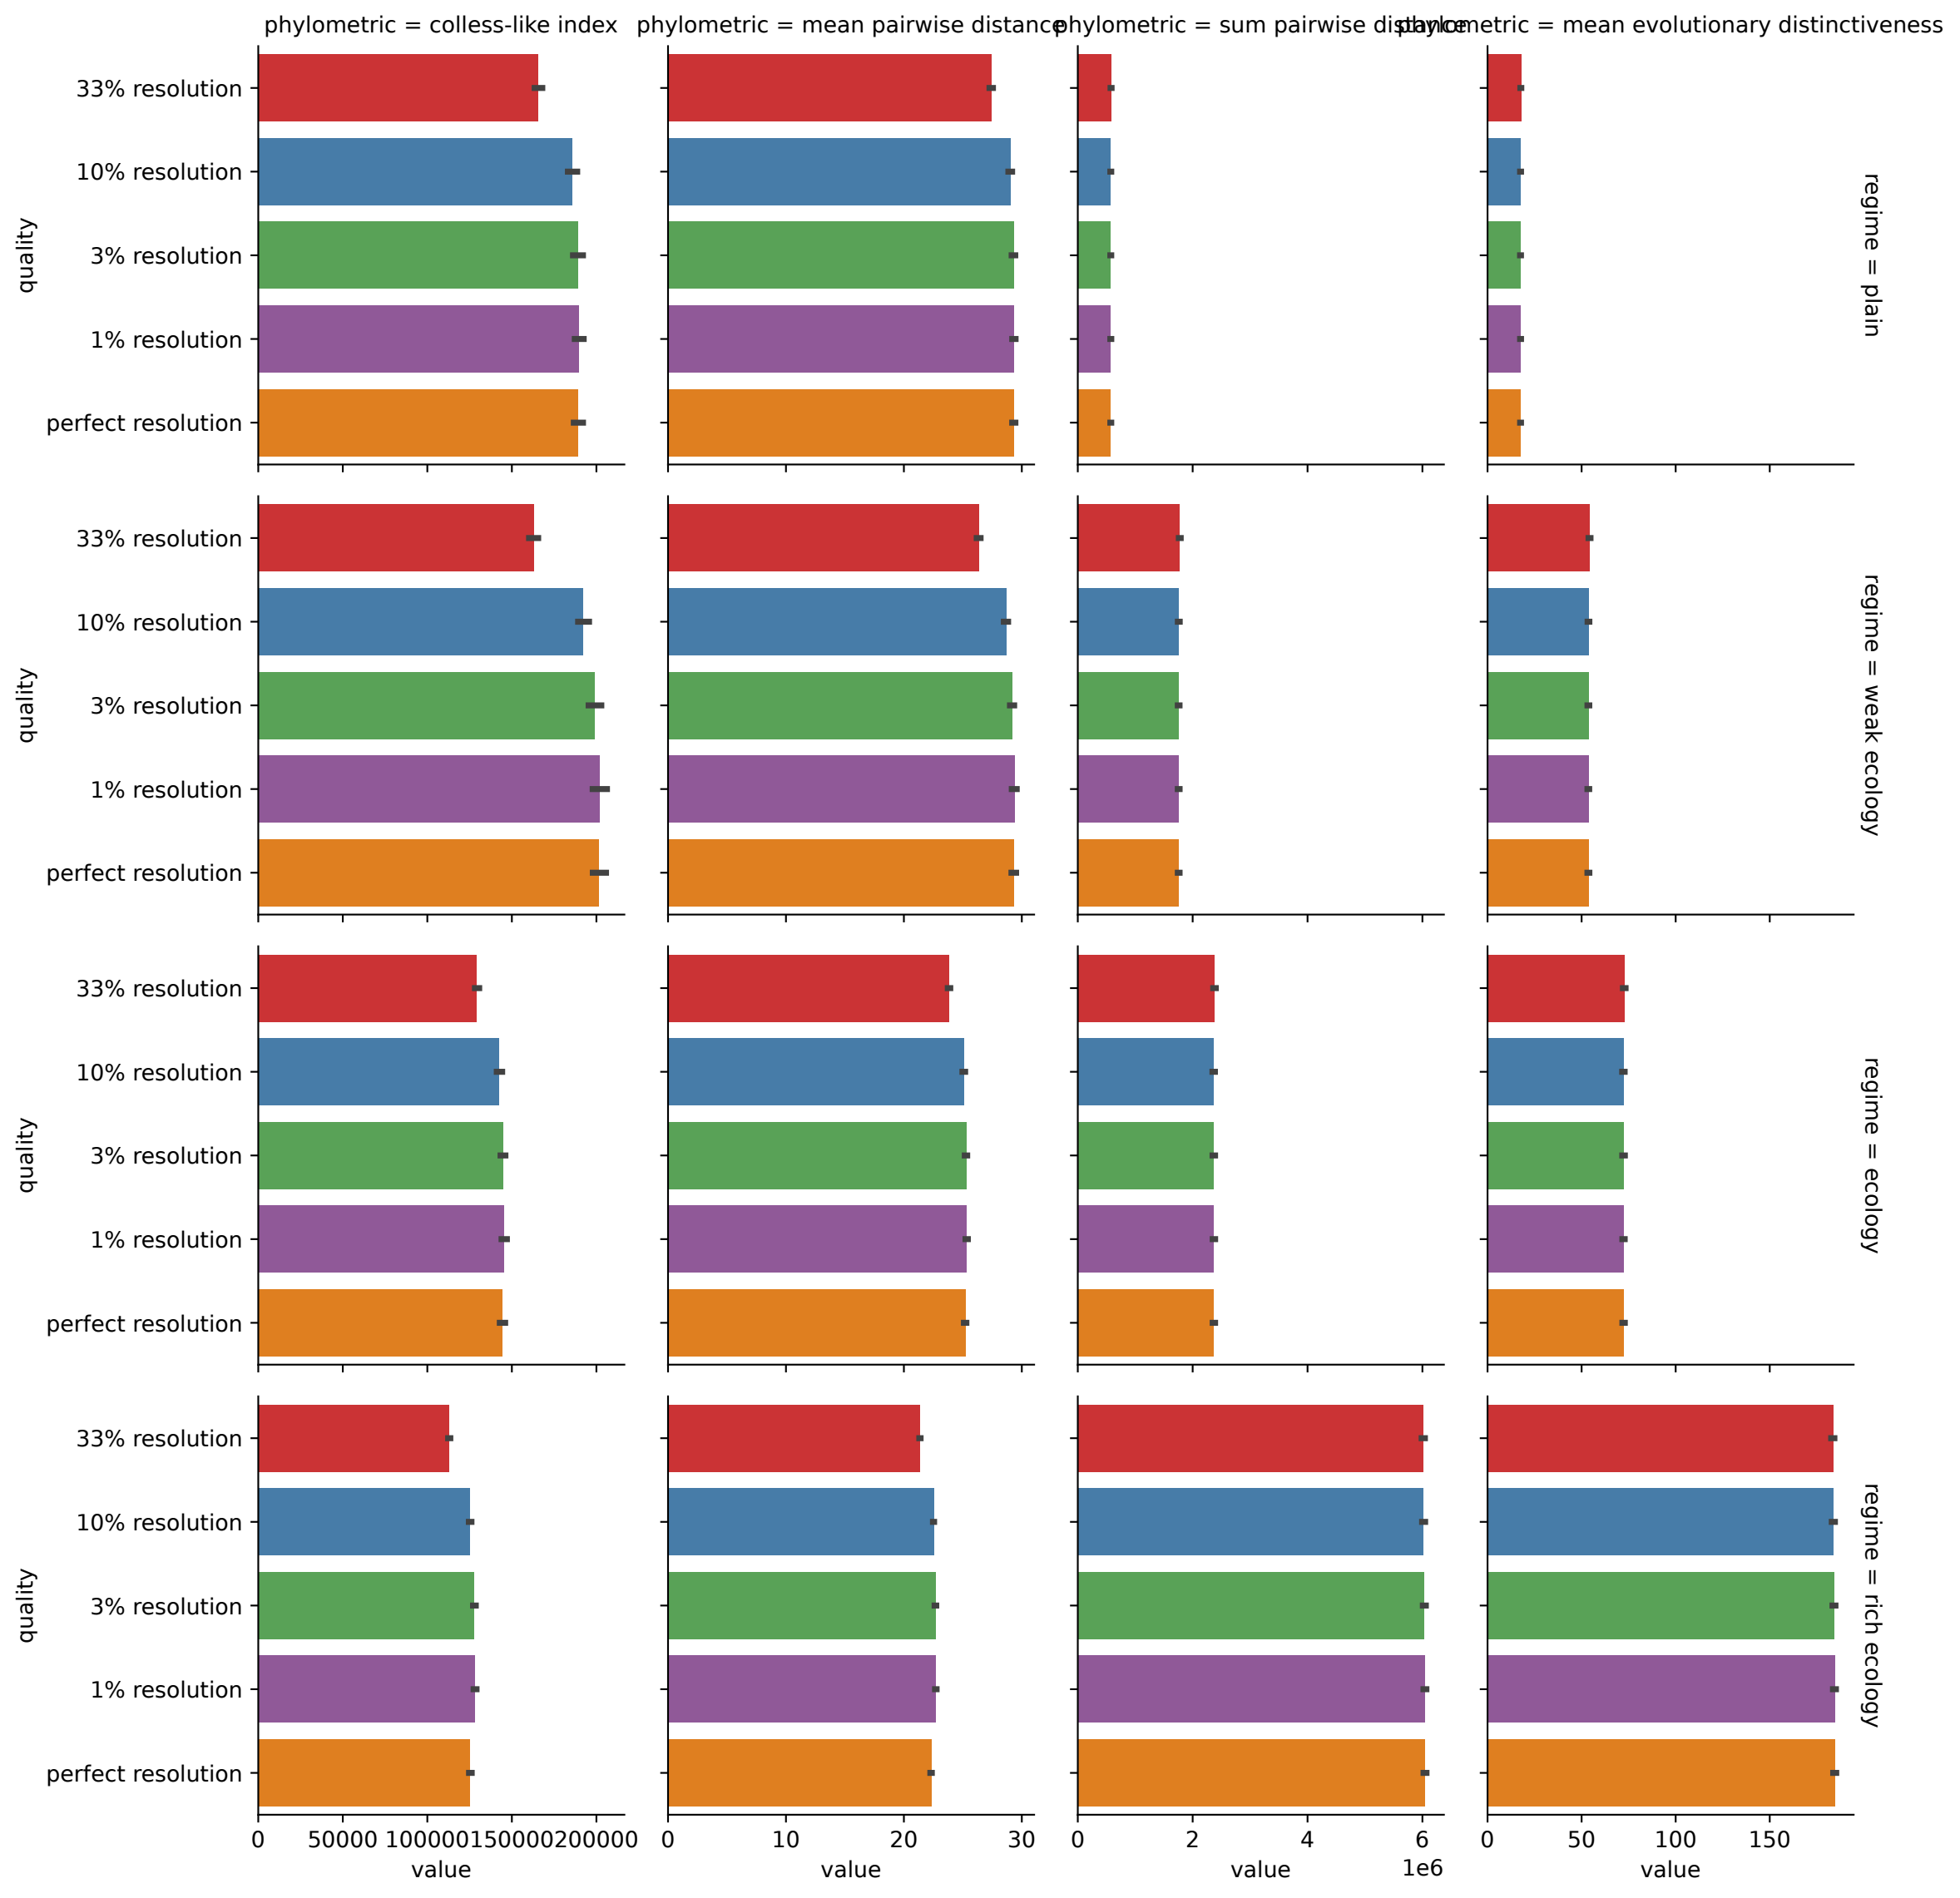 phylometric = colless-like index
phylometric = mean pairwise distance
phylometric = sum pairwise distance
phylometric = mean evolutionary distinctiveness
quality
33% resolution
10% resolution
3% resolution
1% resolution
perfect resolution
regime = plain
quality
33% resolution
10% resolution
3% resolution
1% resolution
perfect resolution
regime = weak ecology
quality
33% resolution
10% resolution
3% resolution
1% resolution
perfect resolution
regime = ecology
quality
33% resolution
10% resolution
3% resolution
1% resolution
perfect resolution
regime = rich ecology
0 50000 100000 150000 200000
value
0 10 20 30
value
0 2 4 6
1e6
value
0 50 100 150
value